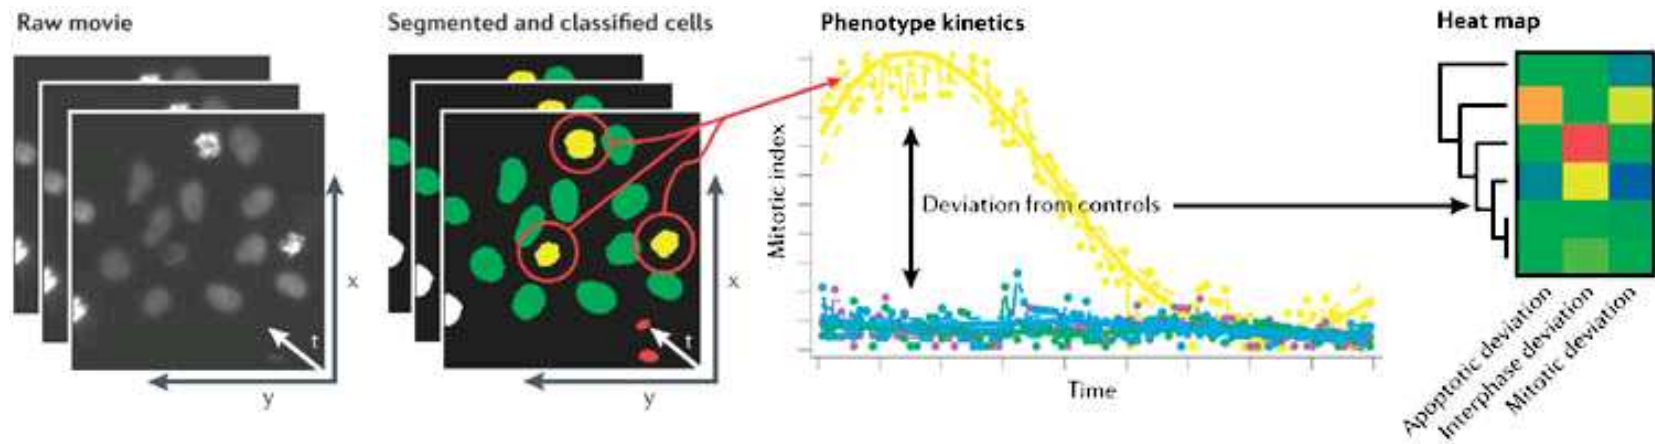 Raw movie
Segmented and classified cells
Phenotype kinetics
Heat map
x
t
y
x
t
y
Mitotic index
Deviation from controls
Time
Apoptotic deviation
Interphase deviation
Mitotic deviation